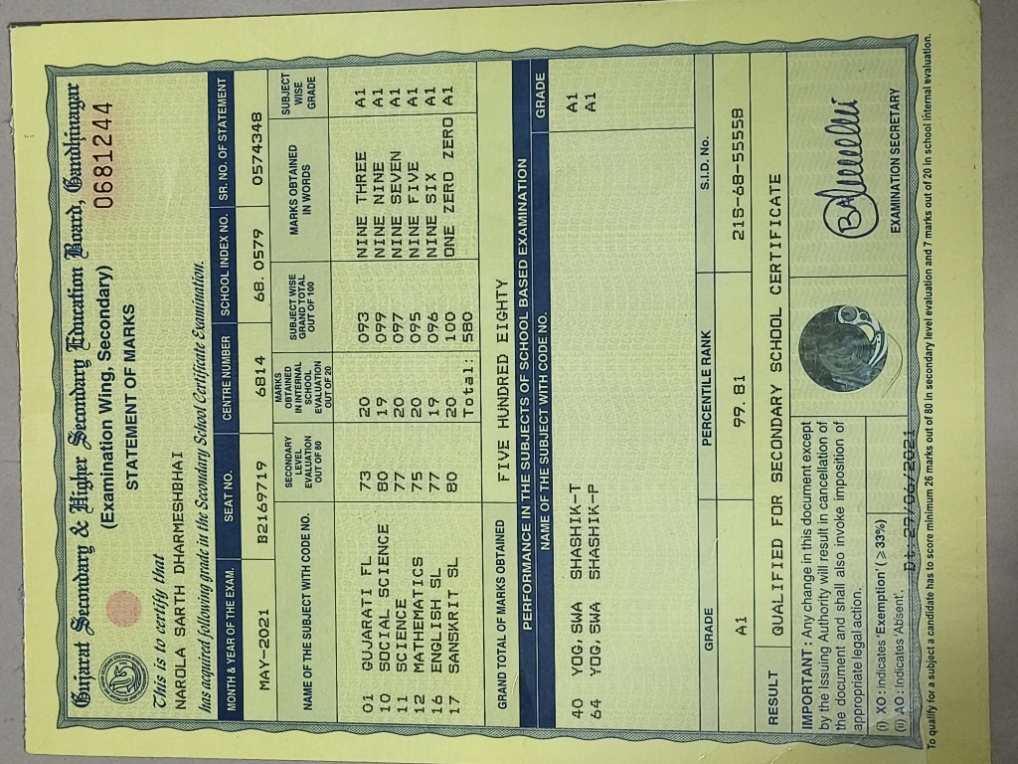 Gujarat Secondary & Higher Secondary Education Board, Gandhinagar
(Examination Wing, Secondary) 0681244
STATEMENT OF MARKS
This is to certify that
NAROLA SARTH DHARMESHBHAI
has acquired following grade in the Secondary School Certificate Examination.
MONTH & YEAR OF THE EXAM. SEAT NO. CENTRE NUMBER SCHOOL INDEX NO. SR. NO. OF STATEMENT
MAY-2021 B2169719 6814 68.0579 0574348
NAME OF THE SUBJECT WITH CODE NO. SECONDARY LEVEL EVALUATION OUT OF 80 MARKS OBTAINED IN INTERNAL SCHOOL EVALUATION OUT OF 20 SUBJECT WISE GRAND TOTAL OUT OF 100 MARKS OBTAINED IN WORDS SUBJECT WISE GRADE
01 GUJARATI FL 73 20 093 NINE THREE A1
10 SOCIAL SCIENCE 80 19 099 NINE NINE A1
11 SCIENCE 77 20 097 NINE SEVEN A1
12 MATHEMATICS 75 20 095 NINE FIVE A1
16 ENGLISH SL 77 19 096 NINE SIX A1
17 SANSKRIT SL 80 20 100 ONE ZERO ZERO A1
Total: 580
GRAND TOTAL OF MARKS OBTAINED FIVE HUNDRED EIGHTY
PERFORMANCE IN THE SUBJECTS OF SCHOOL BASED EXAMINATION
NAME OF THE SUBJECT WITH CODE NO. GRADE
40 YOG, SWA SHASHIK-T A1
64 YOG, SWA SHASHIK-P A1
GRADE PERCENTILE RANK S.I.D. No.
A1 99.81 21S-68-55558
RESULT QUALIFIED FOR SECONDARY SCHOOL CERTIFICATE
IMPORTANT : Any change in this document except
by the Issuing Authority will result in cancellation of
the document and shall also invoke imposition of
appropriate legal action.
(i) XO : indicates 'Exemption' (≥33%)
(ii) AO : Indicates 'Absent'.
Dt: 29/06/2021
EXAMINATION SECRETARY
To qualify for a subject a candidate has to score minimum 26 marks out of 80 in secondary level evaluation and 7 marks out of 20 in school internal evaluation.